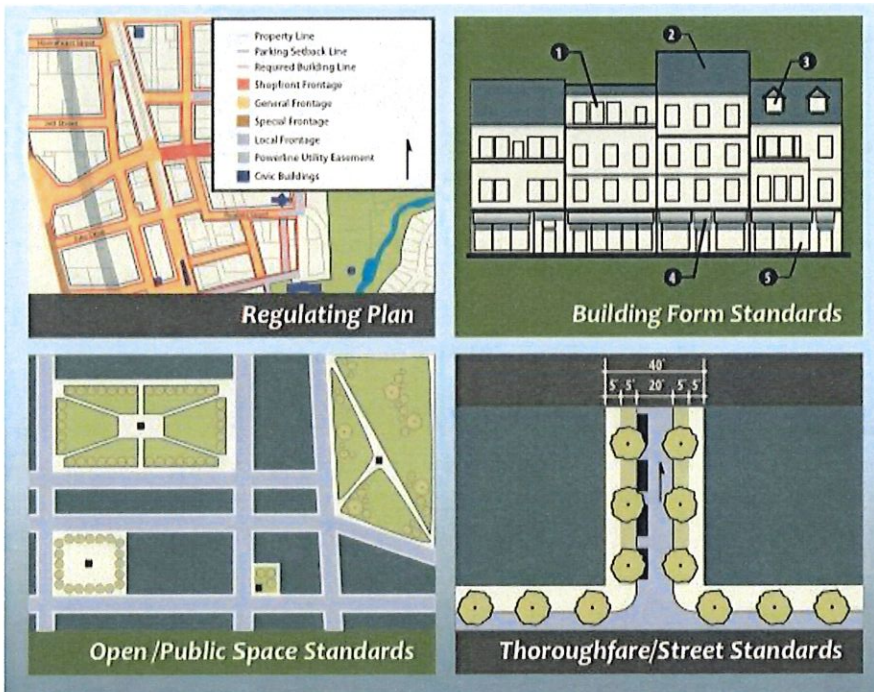 Property Line
Parking Setback Line
Required Building Line
Shopfront Frontage
General Frontage
Special Frontage
Local Frontage
Powerline Utility Easement
Civic Buildings
Regulating Plan
1
2
3
4
5
Building Form Standards
Open/Public Space Standards
40'
5' 5' 20' 5' 5'
Thoroughfare/Street Standards